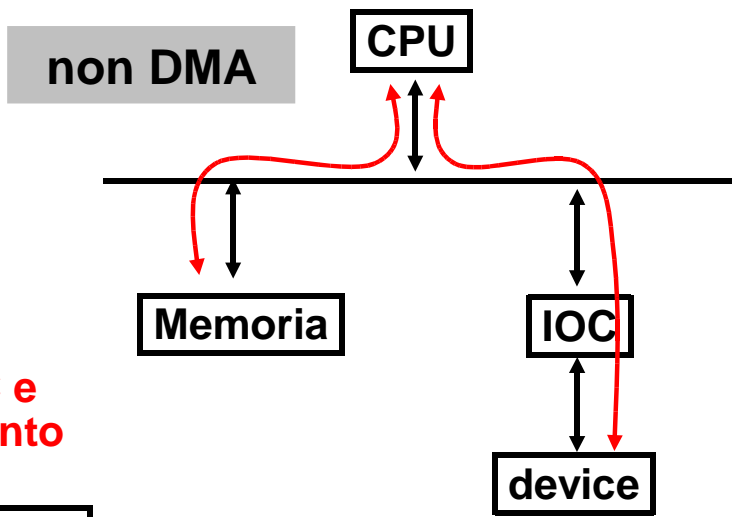 non DMA
CPU
Memoria
IOC
e
nto
device